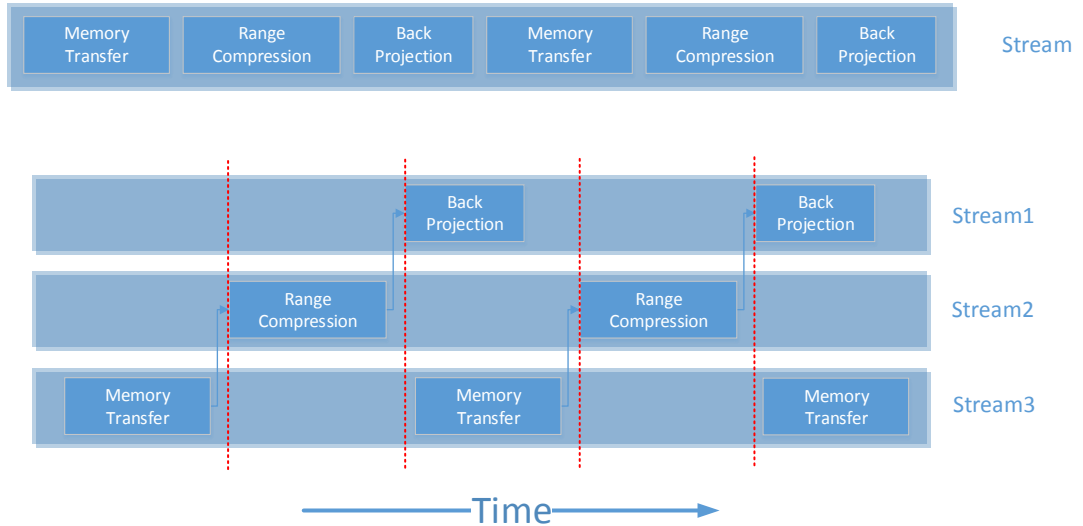 Memory
Transfer
Range
Compression
Back
Projection
Memory
Transfer
Range
Compression
Back
Projection
Stream
Back
Projection
Back
Projection
Stream1
Range
Compression
Range
Compression
Stream2
Memory
Transfer
Memory
Transfer
Memory
Transfer
Stream3
Time